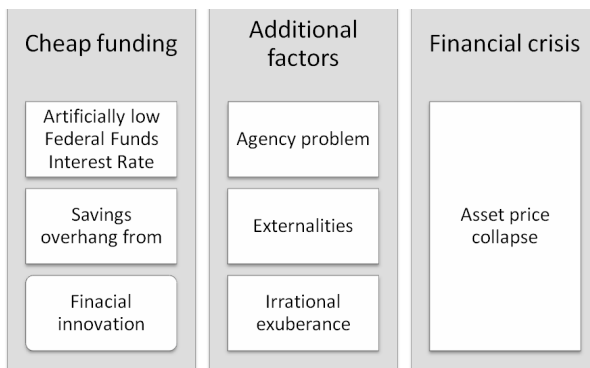 Cheap funding
Artificially low
Federal Funds
Interest Rate
Savings
overhang from
Finacial
innovation
Additional
factors
Agency problem
Externalities
Irrational
exuberance
Financial crisis
Asset price
collapse